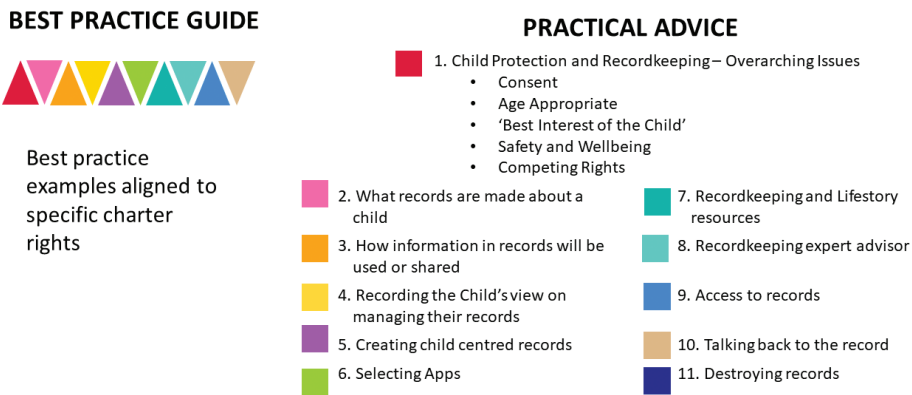 BEST PRACTICE GUIDE
Best practice
examples aligned to
specific charter
rights
PRACTICAL ADVICE
1. Child Protection and Recordkeeping – Overarching Issues
• Consent
• Age Appropriate
• ‘Best Interest of the Child’
• Safety and Wellbeing
• Competing Rights
2. What records are made about a
child
3. How information in records will be
used or shared
4. Recording the Child’s view on
managing their records
5. Creating child centred records
6. Selecting Apps
7. Recordkeeping and Lifestory
resources
8. Recordkeeping expert advisor
9. Access to records
10. Talking back to the record
11. Destroying records